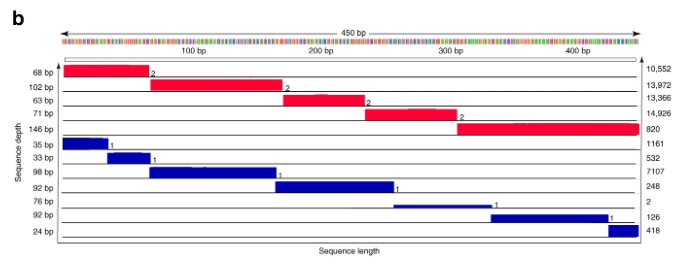 b
450 bp
100 bp 200 bp 300 bp 400 bp
68 bp 2 10,552
102 bp 2 13,972
63 bp 2 13,366
71 bp 2 14,926
146 bp 820
35 bp 1 1161
33 bp 1 532
98 bp 1 7107
92 bp 1 248
76 bp 1 2
92 bp 1 126
24 bp 418
Sequence depth
Sequence length